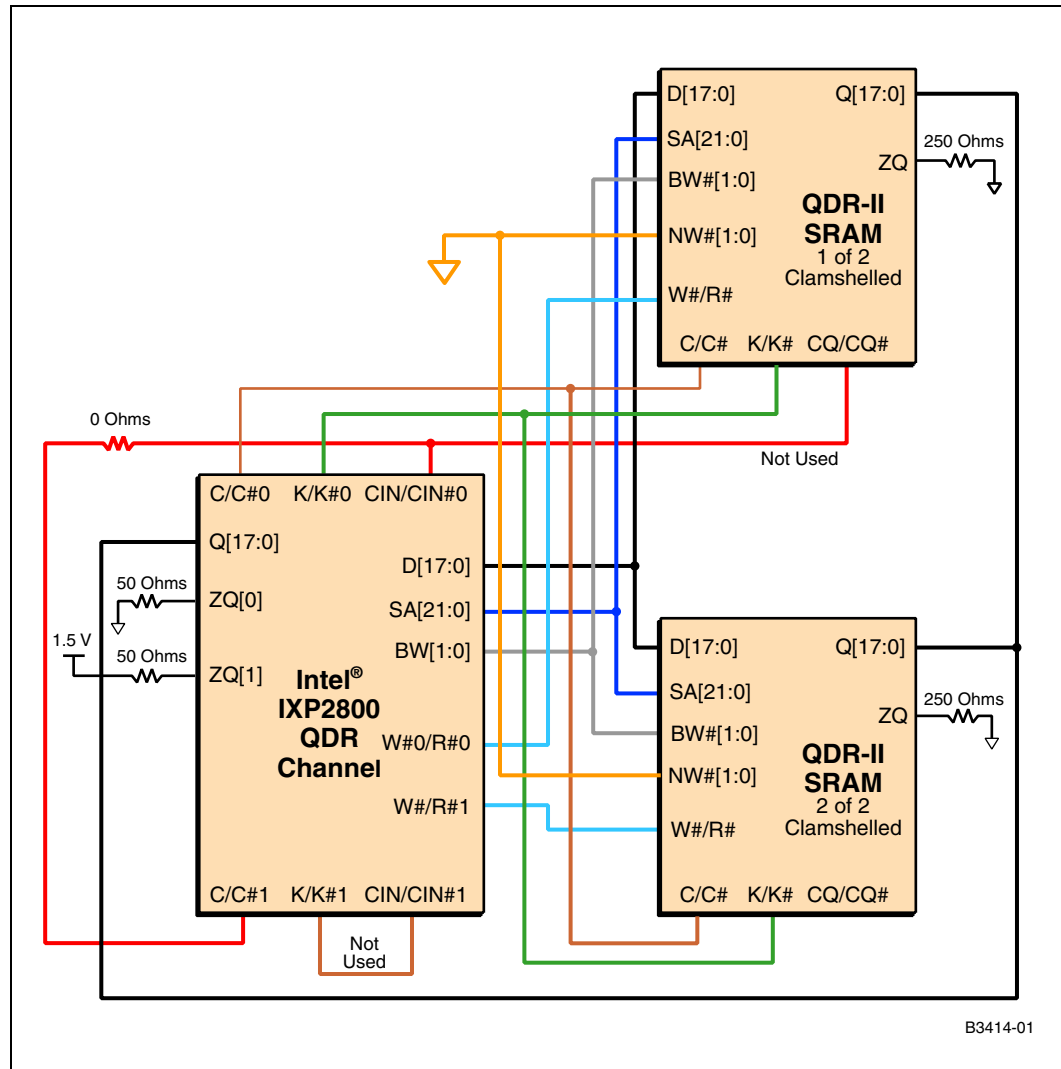 D[17:0] Q[17:0]
SA[21:0]
250 Ohms
ZQ
BW#[1:0]
QDR-II
SRAM
1 of 2
Clamshelled
NW#[1:0]
W#/R#
C/C# K/K# CQ/CQ#
0 Ohms
Not Used
C/C#0 K/K#0 CIN/CIN#0
Q[17:0]
D[17:0]
50 Ohms
ZQ[0]
SA[21:0]
1.5 V
50 Ohms
ZQ[1]
BW[1:0]
Intel®
IXP2800
QDR
Channel
W#0/R#0
W#/R#1
C/C#1 K/K#1 CIN/CIN#1
Not
Used
D[17:0] Q[17:0]
SA[21:0]
250 Ohms
ZQ
BW#[1:0]
QDR-II
SRAM
2 of 2
Clamshelled
NW#[1:0]
W#/R#
C/C# K/K# CQ/CQ#
B3414-01